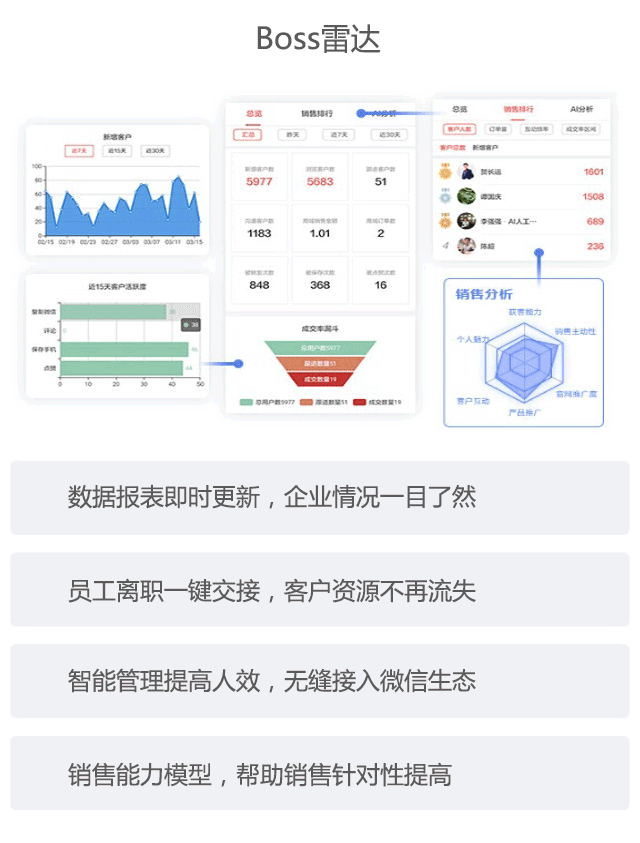 Boss雷达
新增客户
近7天 近15天 近30天
100
80
60
40
20
0
02/15 02/19 02/23 02/27 03/03 03/07 03/11 03/15
近15天客户活跃度
复制微信 38
评论 0
38
保存手机 46
点赞 44
0 10 20 30 40 50
总览 销售排行 AI分析
汇总 昨天 近7天 近30天
新增客户数 浏览客户数 跟进客户数
5977 5683 51
沟通客户数 商城销售金额 商城订单数
1183 1.01 2
被转发次数 被保存次数 被点赞次数
848 368 16
成交率漏斗
总用户数5977
跟进数量51
成交数量19
总用户数5977 跟进数量51 成交数量19
总览 销售排行 AI分析
客户人数 订单量 互动频率 成交率区间
客户总数 新增客户
贺长运 1601
谭国庆 1508
李强强 · AI人工··· 689
4 陈超 236
销售分析
获客能力
个人魅力 销售主动性
客户互动 官网推广度
产品推广
数据报表即时更新，企业情况一目了然
员工离职一键交接，客户资源不再流失
智能管理提高人效，无缝接入微信生态
销售能力模型，帮助销售针对性提高